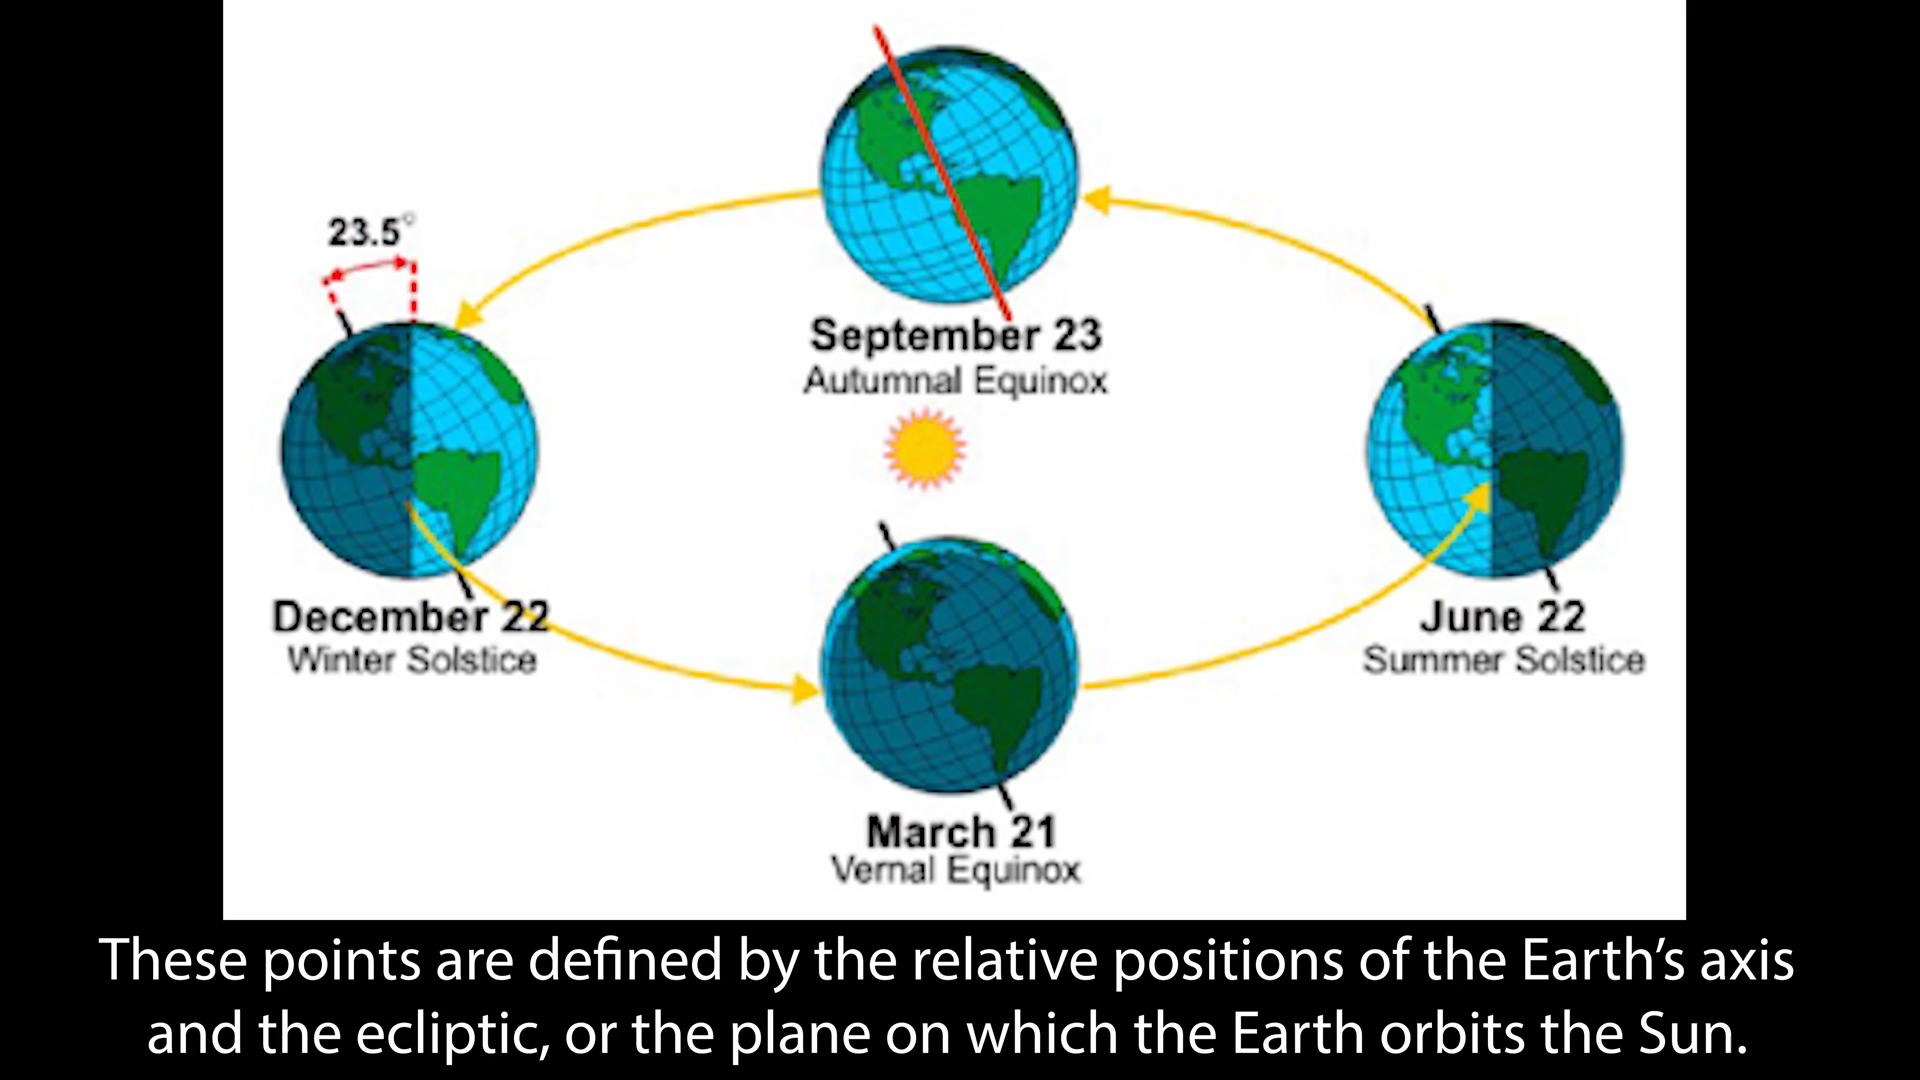 23.5°
September 23
Autumnal Equinox
December 22
Winter Solstice
June 22
Summer Solstice
March 21
Vernal Equinox
These points are defined by the relative positions of the Earth’s axis
and the ecliptic, or the plane on which the Earth orbits the Sun.